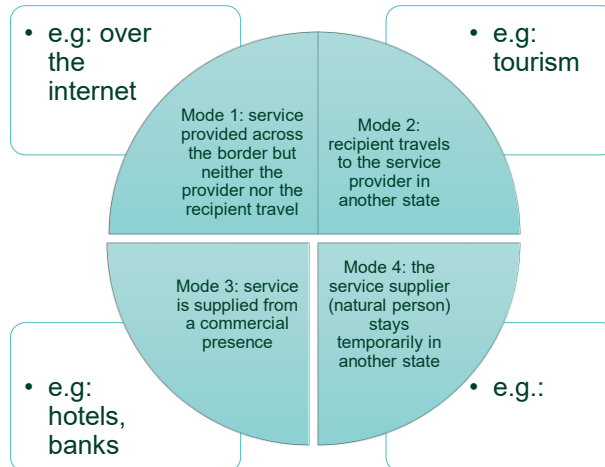 • e.g: over
the
internet
• e.g:
tourism
Mode 1: service
provided across
the border but
neither the
provider nor the
recipient travel
Mode 2:
recipient travels
to the service
provider in
another state
Mode 3: service
is supplied from
a commercial
presence
Mode 4: the
service supplier
(natural person)
stays
temporarily in
another state
• e.g:
hotels,
banks
• e.g.: